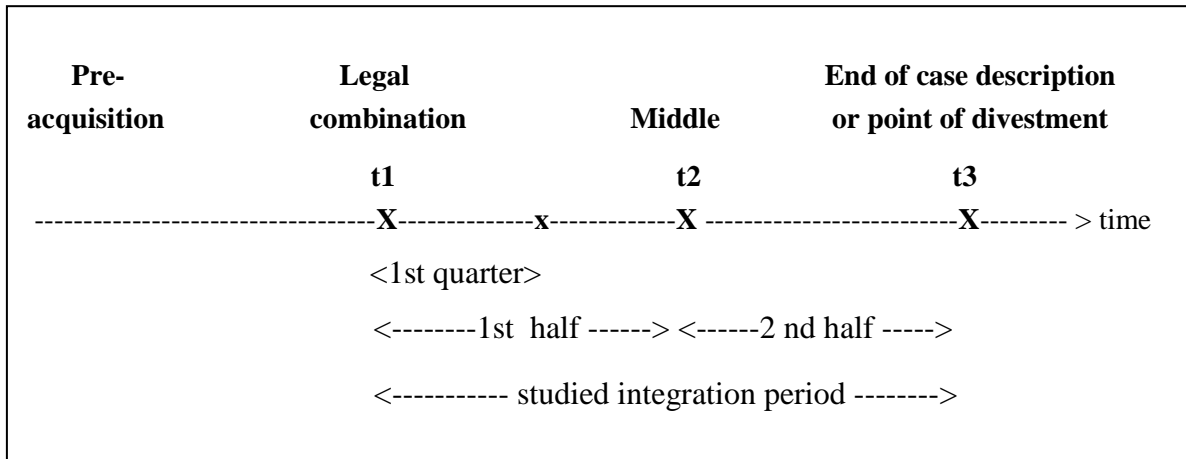 Pre- Legal End of case description
acquisition combination Middle or point of divestment
t1 t2 t3
-----------------------------------X--------------x-------------X --------------------------X--------- > time
<1st quarter>
<--------1st half ------> <------2 nd half ----->
<----------- studied integration period -------->